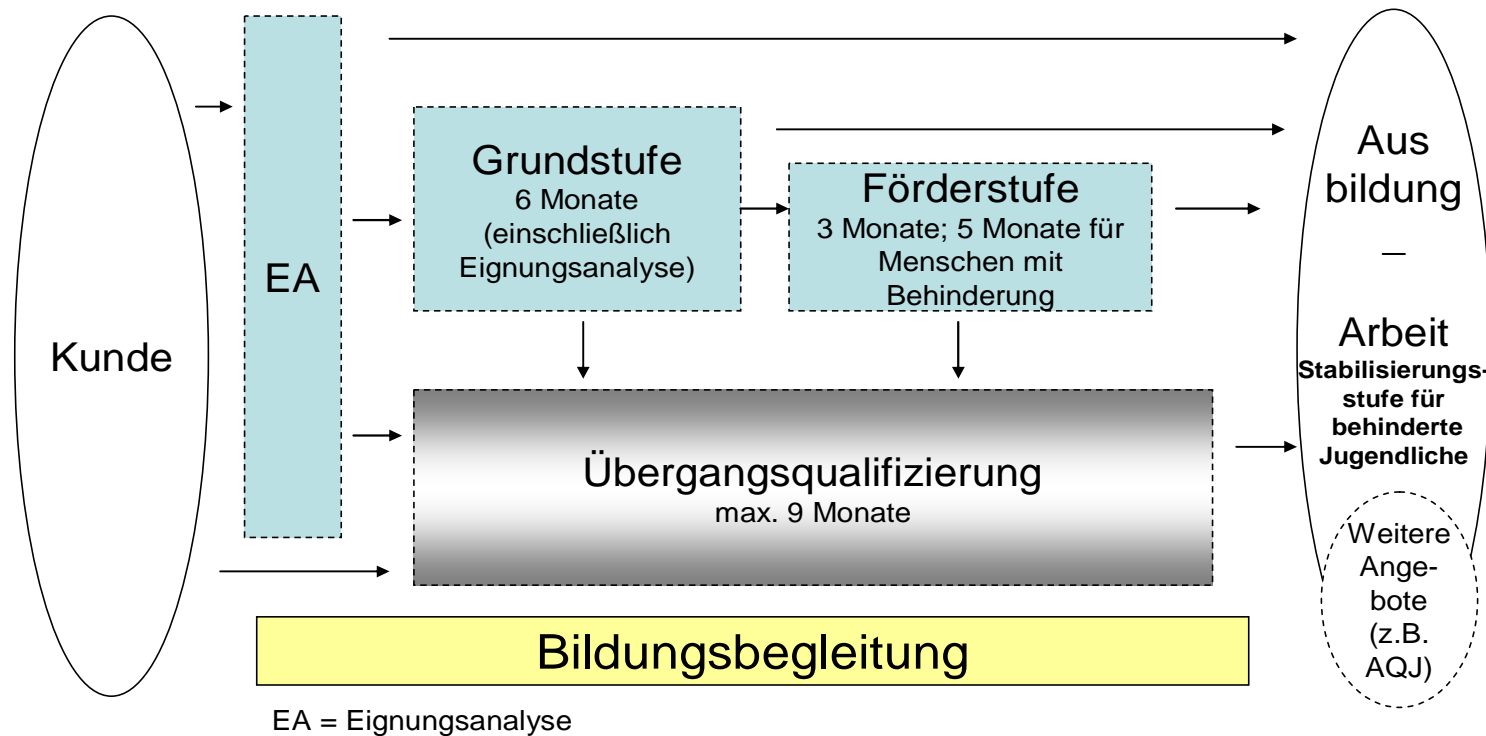 Kunde
EA
Grundstufe
6 Monate
(einschließlich
Eignungsanalyse)
Förderstufe
3 Monate; 5 Monate für
Menschen mit
Behinderung
Übergangsqualifizierung
max. 9 Monate
Aus
bildung
—
Arbeit
Stabilisierungs-
stufe für
behinderte
Jugendliche
Weitere
Ange-
bote
(z.B.
AQJ)
Bildungsbegleitung
EA = Eignungsanalyse